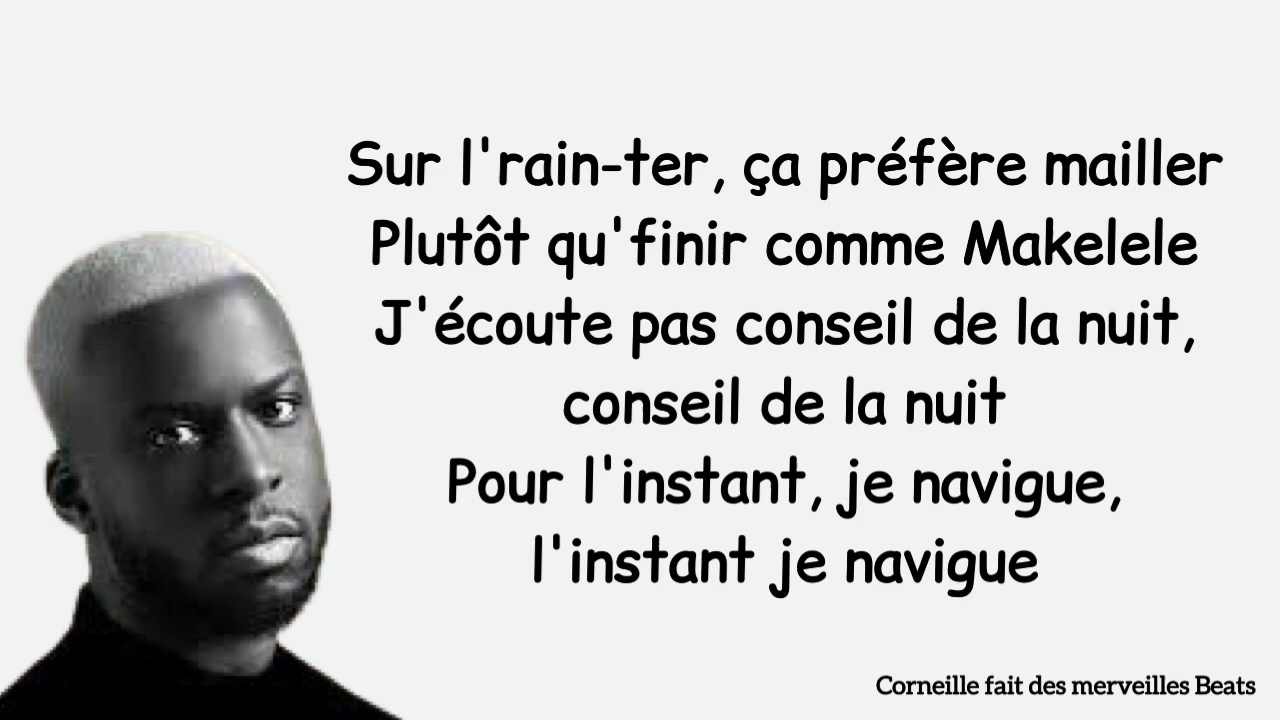 Sur l'rain-ter, ça préfère mailler
Plutôt qu'finir comme Makelele
J'écoute pas conseil de la nuit,
conseil de la nuit
Pour l'instant, je navigue,
l'instant je navigue
Corneille fait des merveilles Beats